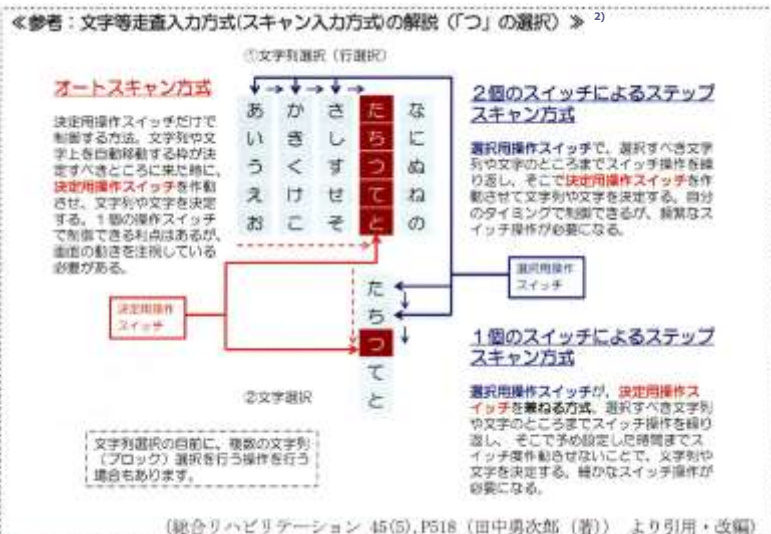 ≪参考：文字等走査入力方式(スキャン入力方式)の解説（「つ」の選択）≫ 2)
①文字列選択（行選択）
オートスキャン方式
決定用操作スイッチだけで
制御する方法。文字列や文
字上を自動移動する枠が決
定すべきところに来た時に、
決定用操作スイッチを作動
させ、文字列や文字を決定
する。１個の操作スイッチ
で制御できる利点はあるが、
画面の動きを注視している
必要がある。
あ か さ た な
い き し ち に
う く す つ ぬ
え け せ て ね
お こ そ と の
２個のスイッチによるステップ
スキャン方式
選択用操作スイッチで、選択すべき文字
列や文字のところまでスイッチ操作を繰
り返し、そこで決定用操作スイッチを作
動させて文字列や文字を決定する。自分
のタイミングで制御できるが、頻繁なス
イッチ操作が必要になる。
選択用操作
スイッチ
決定用操作
スイッチ
た
ち
つ
て
と
②文字選択
１個のスイッチによるステップ
スキャン方式
選択用操作スイッチが、決定用操作ス
イッチを兼ねる方式。選択すべき文字列
や文字のところまでスイッチ操作を繰り
返し、そこで予め設定した時間までス
イッチ度作動させないことで、文字列や
文字を決定する。細かなスイッチ操作が
必要になる。
文字列選択の自前に、複数の文字列
（ブロック）選択を行う操作を行う
場合もあります。
(総合リハビリテーション 45(5),P518（田中勇次郎（著）） より引用・改編)